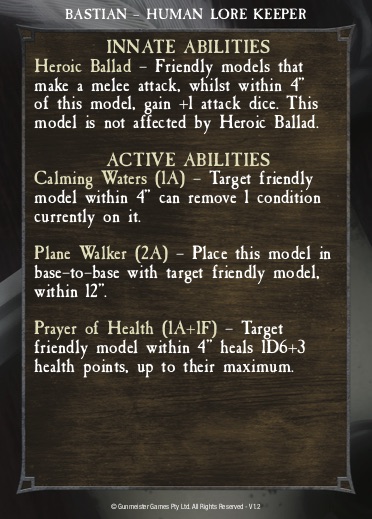 BASTIAN – HUMAN LORE KEEPER
INNATE ABILITIES
Heroic Ballad – Friendly models that
make a melee attack, whilst within 4"
of this model, gain +1 attack dice. This
model is not affected by Heroic Ballad.
ACTIVE ABILITIES
Calming Waters (1A) – Target friendly
model within 4" can remove 1 condition
currently on it.
Plane Walker (2A) – Place this model in
base-to-base with target friendly model,
within 12".
Prayer of Health (1A+1F) – Target
friendly model within 4" heals 1D6+3
health points, up to their maximum.
© Gunmeister Games Pty Ltd. All Rights Reserved - V1.2